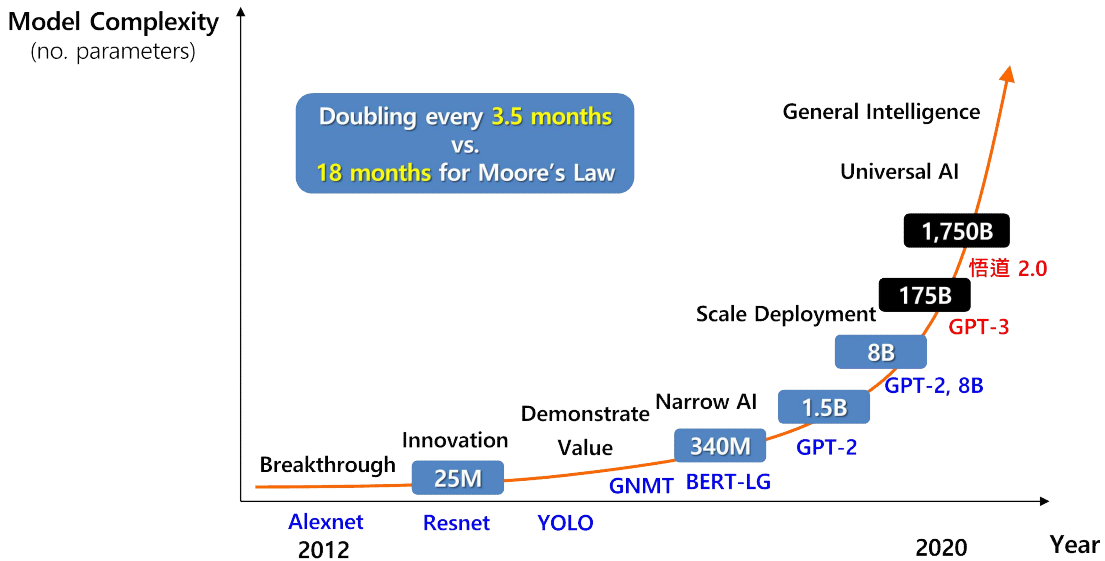 Model Complexity
(no. parameters)
Doubling every 3.5 months
vs.
18 months for Moore's Law
General Intelligence
Universal AI
1,750B
悟道 2.0
175B
Scale Deployment
GPT-3
8B
GPT-2, 8B
Narrow AI
1.5B
Demonstrate
Value
GPT-2
Innovation
340M
Breakthrough
25M
GNMT
BERT-LG
Alexnet
Resnet
YOLO
2012
2020
Year